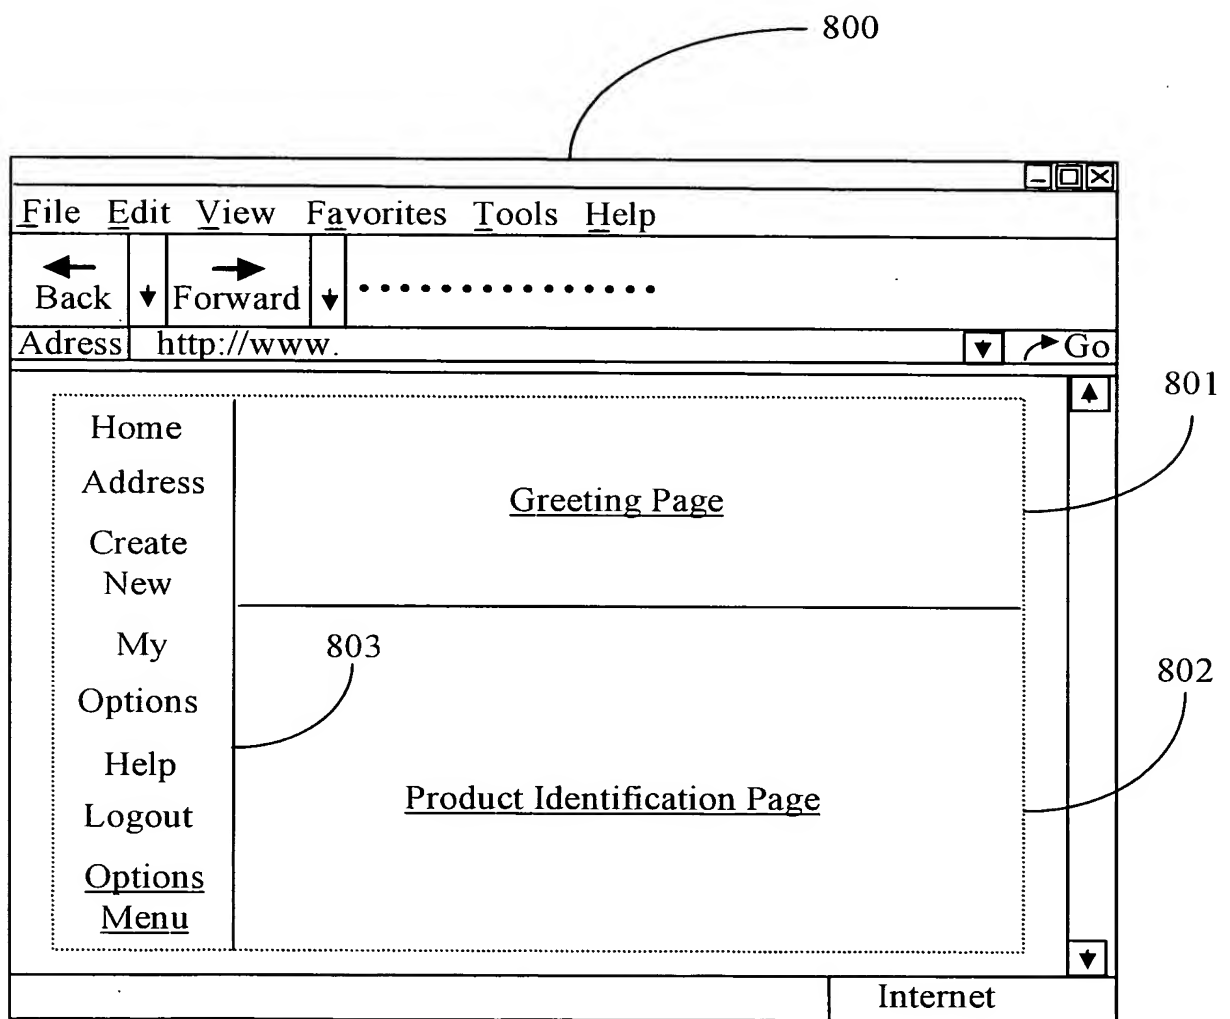 800
File Edit View Favorites Tools Help
Back Forward
Adress http://www. Go
801
Home
Address
Greeting Page
Create
New
My
803
802
Options
Help
Product Identification Page
Logout
Options
Menu
Internet